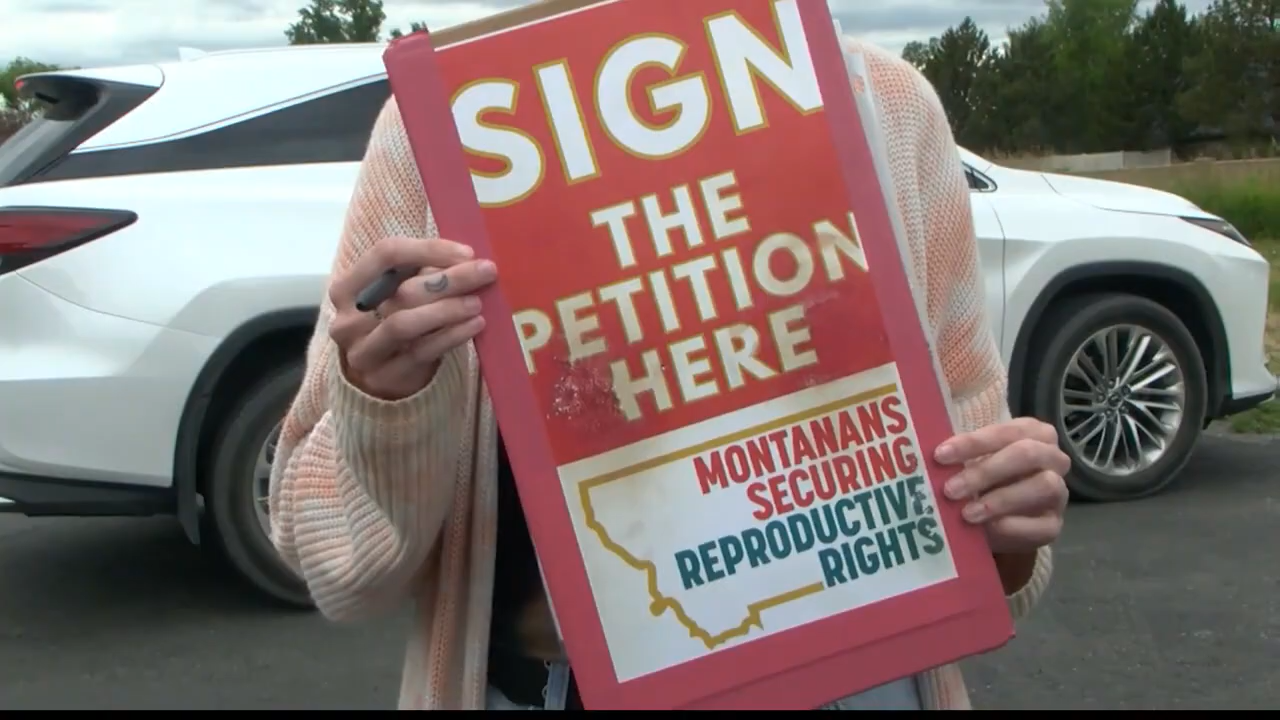 SIGN
THE
PETITION
HERE
MONTANANS
SECURING
REPRODUCTIVE
RIGHTS